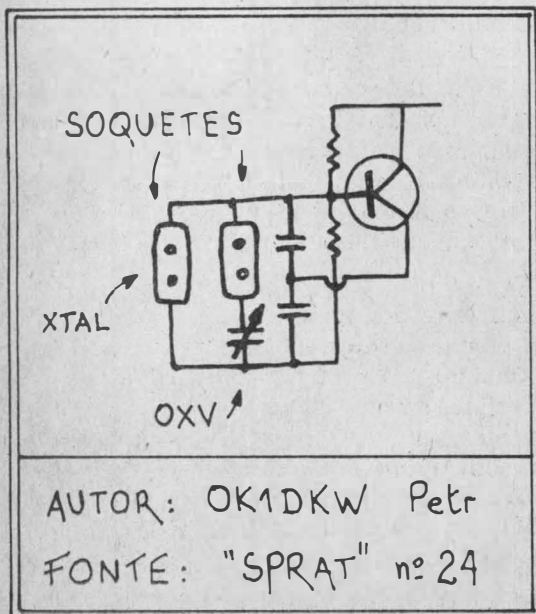 SOQUETES
XTAL
OXV
AUTOR: OK1DKW Petr
FONTE: "SPRAT" nº 24